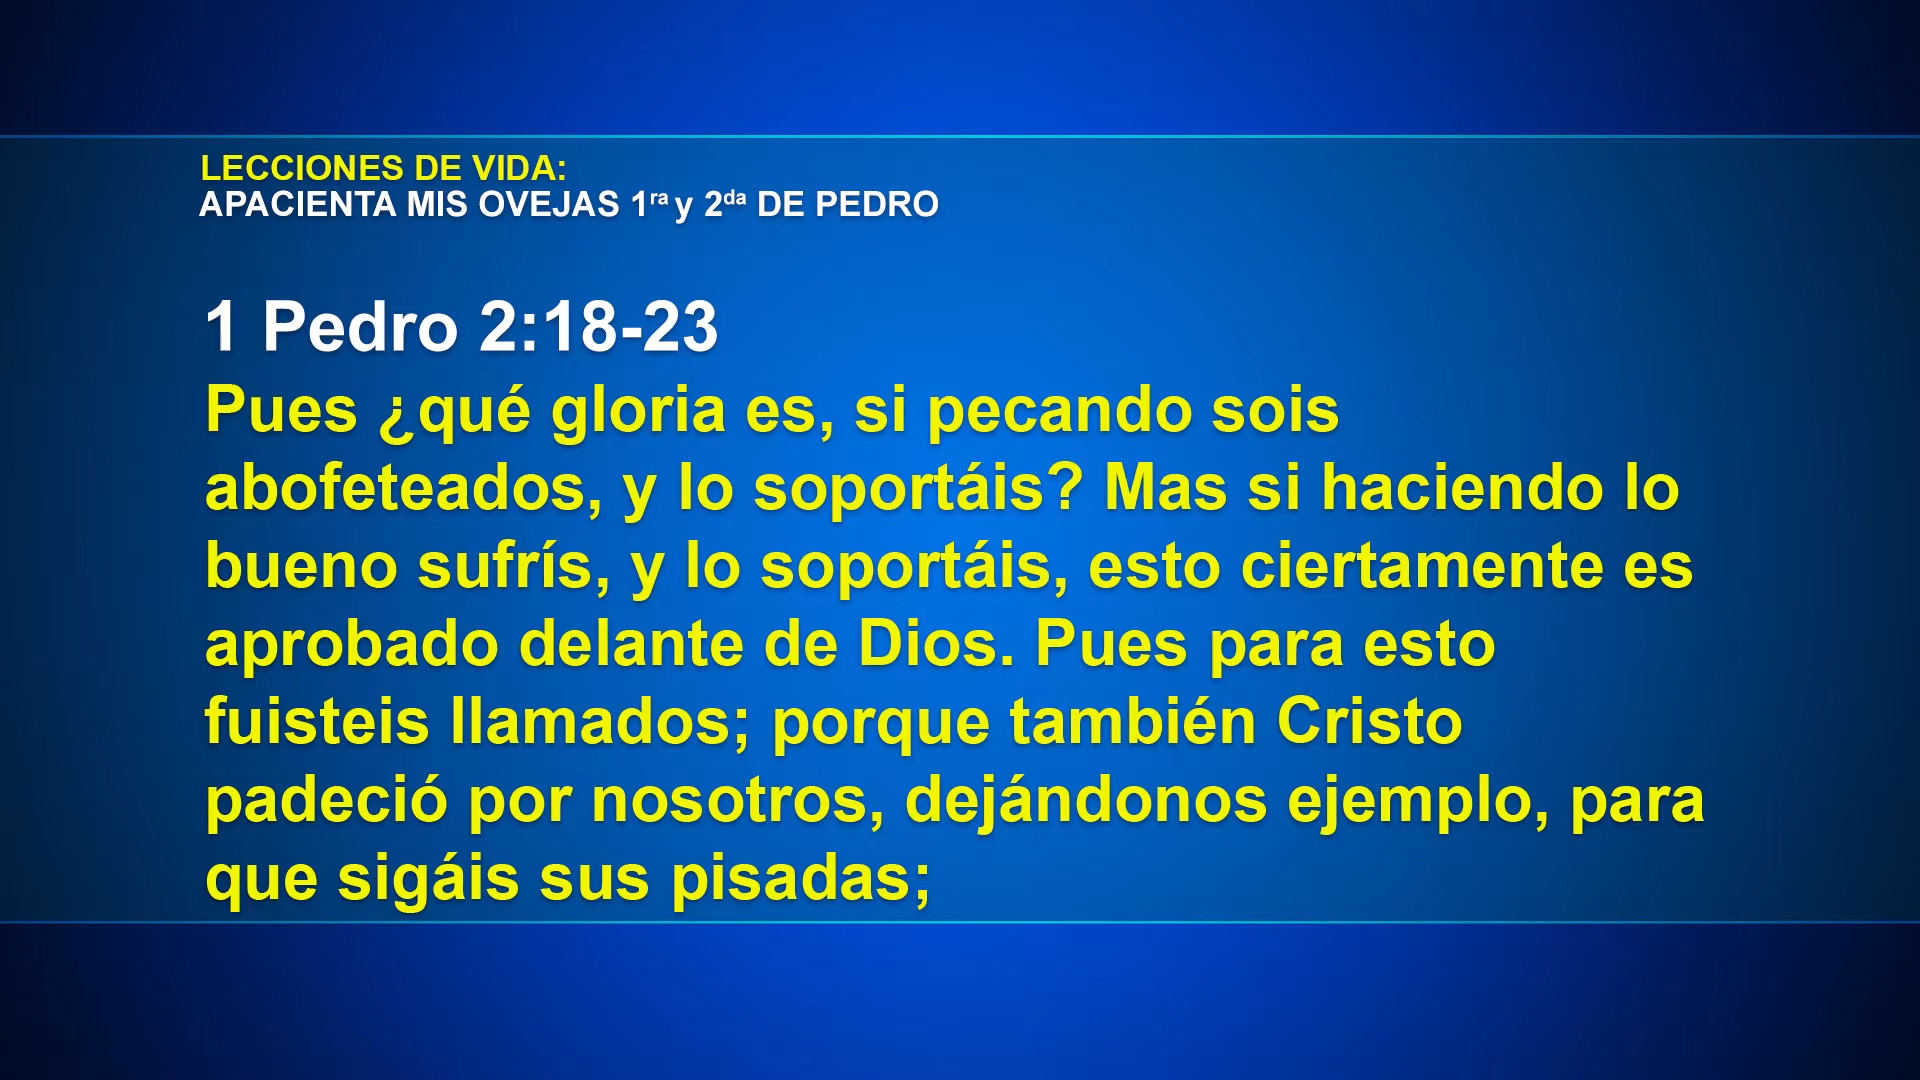 LECCIONES DE VIDA:
APACIENTA MIS OVEJAS 1ra y 2da DE PEDRO
1 Pedro 2:18-23
Pues ¿qué gloria es, si pecando sois
abofeteados, y lo soportáis? Mas si haciendo lo
bueno sufrís, y lo soportáis, esto ciertamente es
aprobado delante de Dios. Pues para esto
fuisteis llamados; porque también Cristo
padeció por nosotros, dejándonos ejemplo, para
que sigáis sus pisadas;